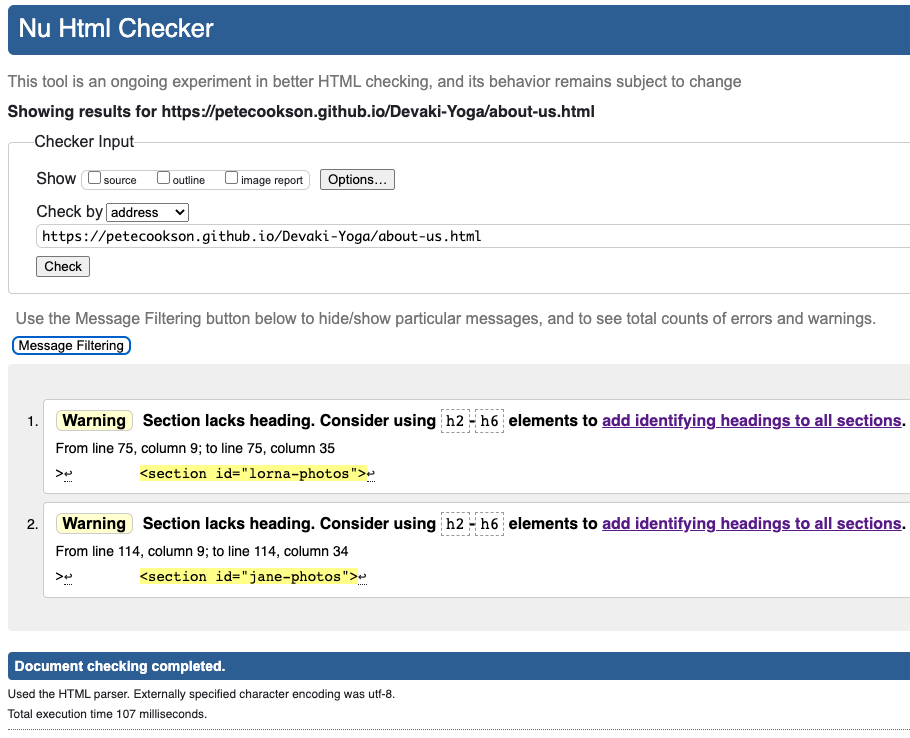 Nu Html Checker
This tool is an ongoing experiment in better HTML checking, and its behavior remains subject to change
Showing results for https://petecookson.github.io/Devaki-Yoga/about-us.html
Checker Input
Show source outline image report Options...
Check by address
https://petecookson.github.io/Devaki-Yoga/about-us.html
Check
Use the Message Filtering button below to hide/show particular messages, and to see total counts of errors and warnings.
Message Filtering
1. Warning Section lacks heading. Consider using h2-h6 elements to add identifying headings to all sections.
From line 75, column 9; to line 75, column 35
>↩ <section id="lorna-photos">↩
2. Warning Section lacks heading. Consider using h2-h6 elements to add identifying headings to all sections.
From line 114, column 9; to line 114, column 34
>↩ <section id="jane-photos">↩
Document checking completed.
Used the HTML parser. Externally specified character encoding was utf-8.
Total execution time 107 milliseconds.